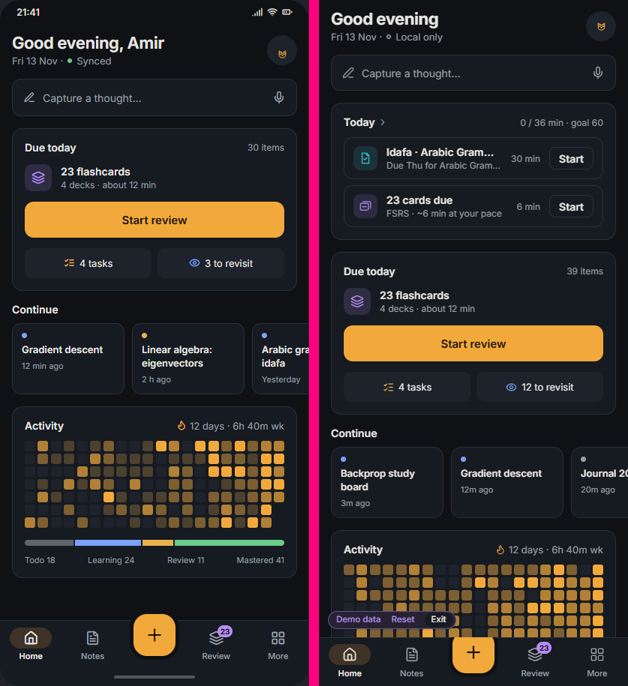 21:41
Good evening, Amir
Fri 13 Nov · Synced
Capture a thought...
Due today
30 items
23 flashcards
4 decks · about 12 min
Start review
4 tasks
3 to revisit
Continue
Gradient descent
12 min ago
Linear algebra:
eigenvectors
2 h ago
Arabic gra
idafa
Yesterday
Activity
12 days · 6h 40m wk
Todo 18
Learning 24
Review 11
Mastered 41
Home
Notes
23
Review
More
Good evening
Fri 13 Nov · Local only
Capture a thought...
Today
0 / 36 min · goal 60
Idafa · Arabic Gram...
Due Thu for Arabic Gram...
30 min
Start
23 cards due
FSRS · ~6 min at your pace
6 min
Start
Due today
39 items
23 flashcards
4 decks · about 12 min
Start review
4 tasks
12 to revisit
Continue
Backprop study
board
3m ago
Gradient descent
12m ago
Journal 20
20m ago
Activity
12 days · 6h 40m wk
Demo data
Reset
Exit
Home
Notes
23
Review
More